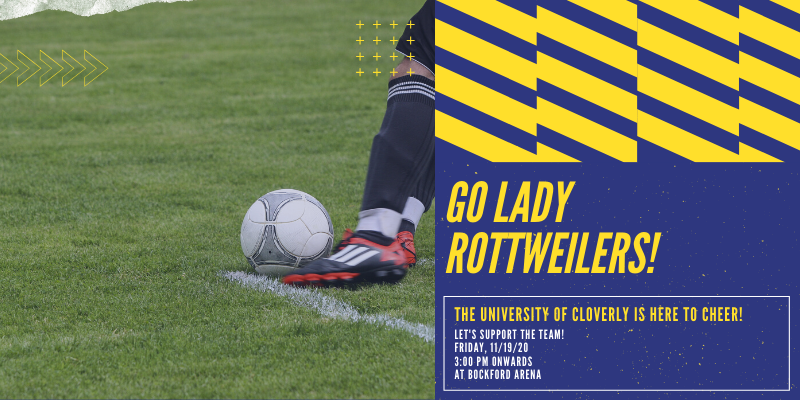 GO LADY
ROTTWEILERS!
THE UNIVERSITY OF CLOVERLY IS HERE TO CHEER!
LET'S SUPPORT THE TEAM!
FRIDAY, 11/19/20
3:00 PM ONWARDS
AT BOCKFORD ARENA